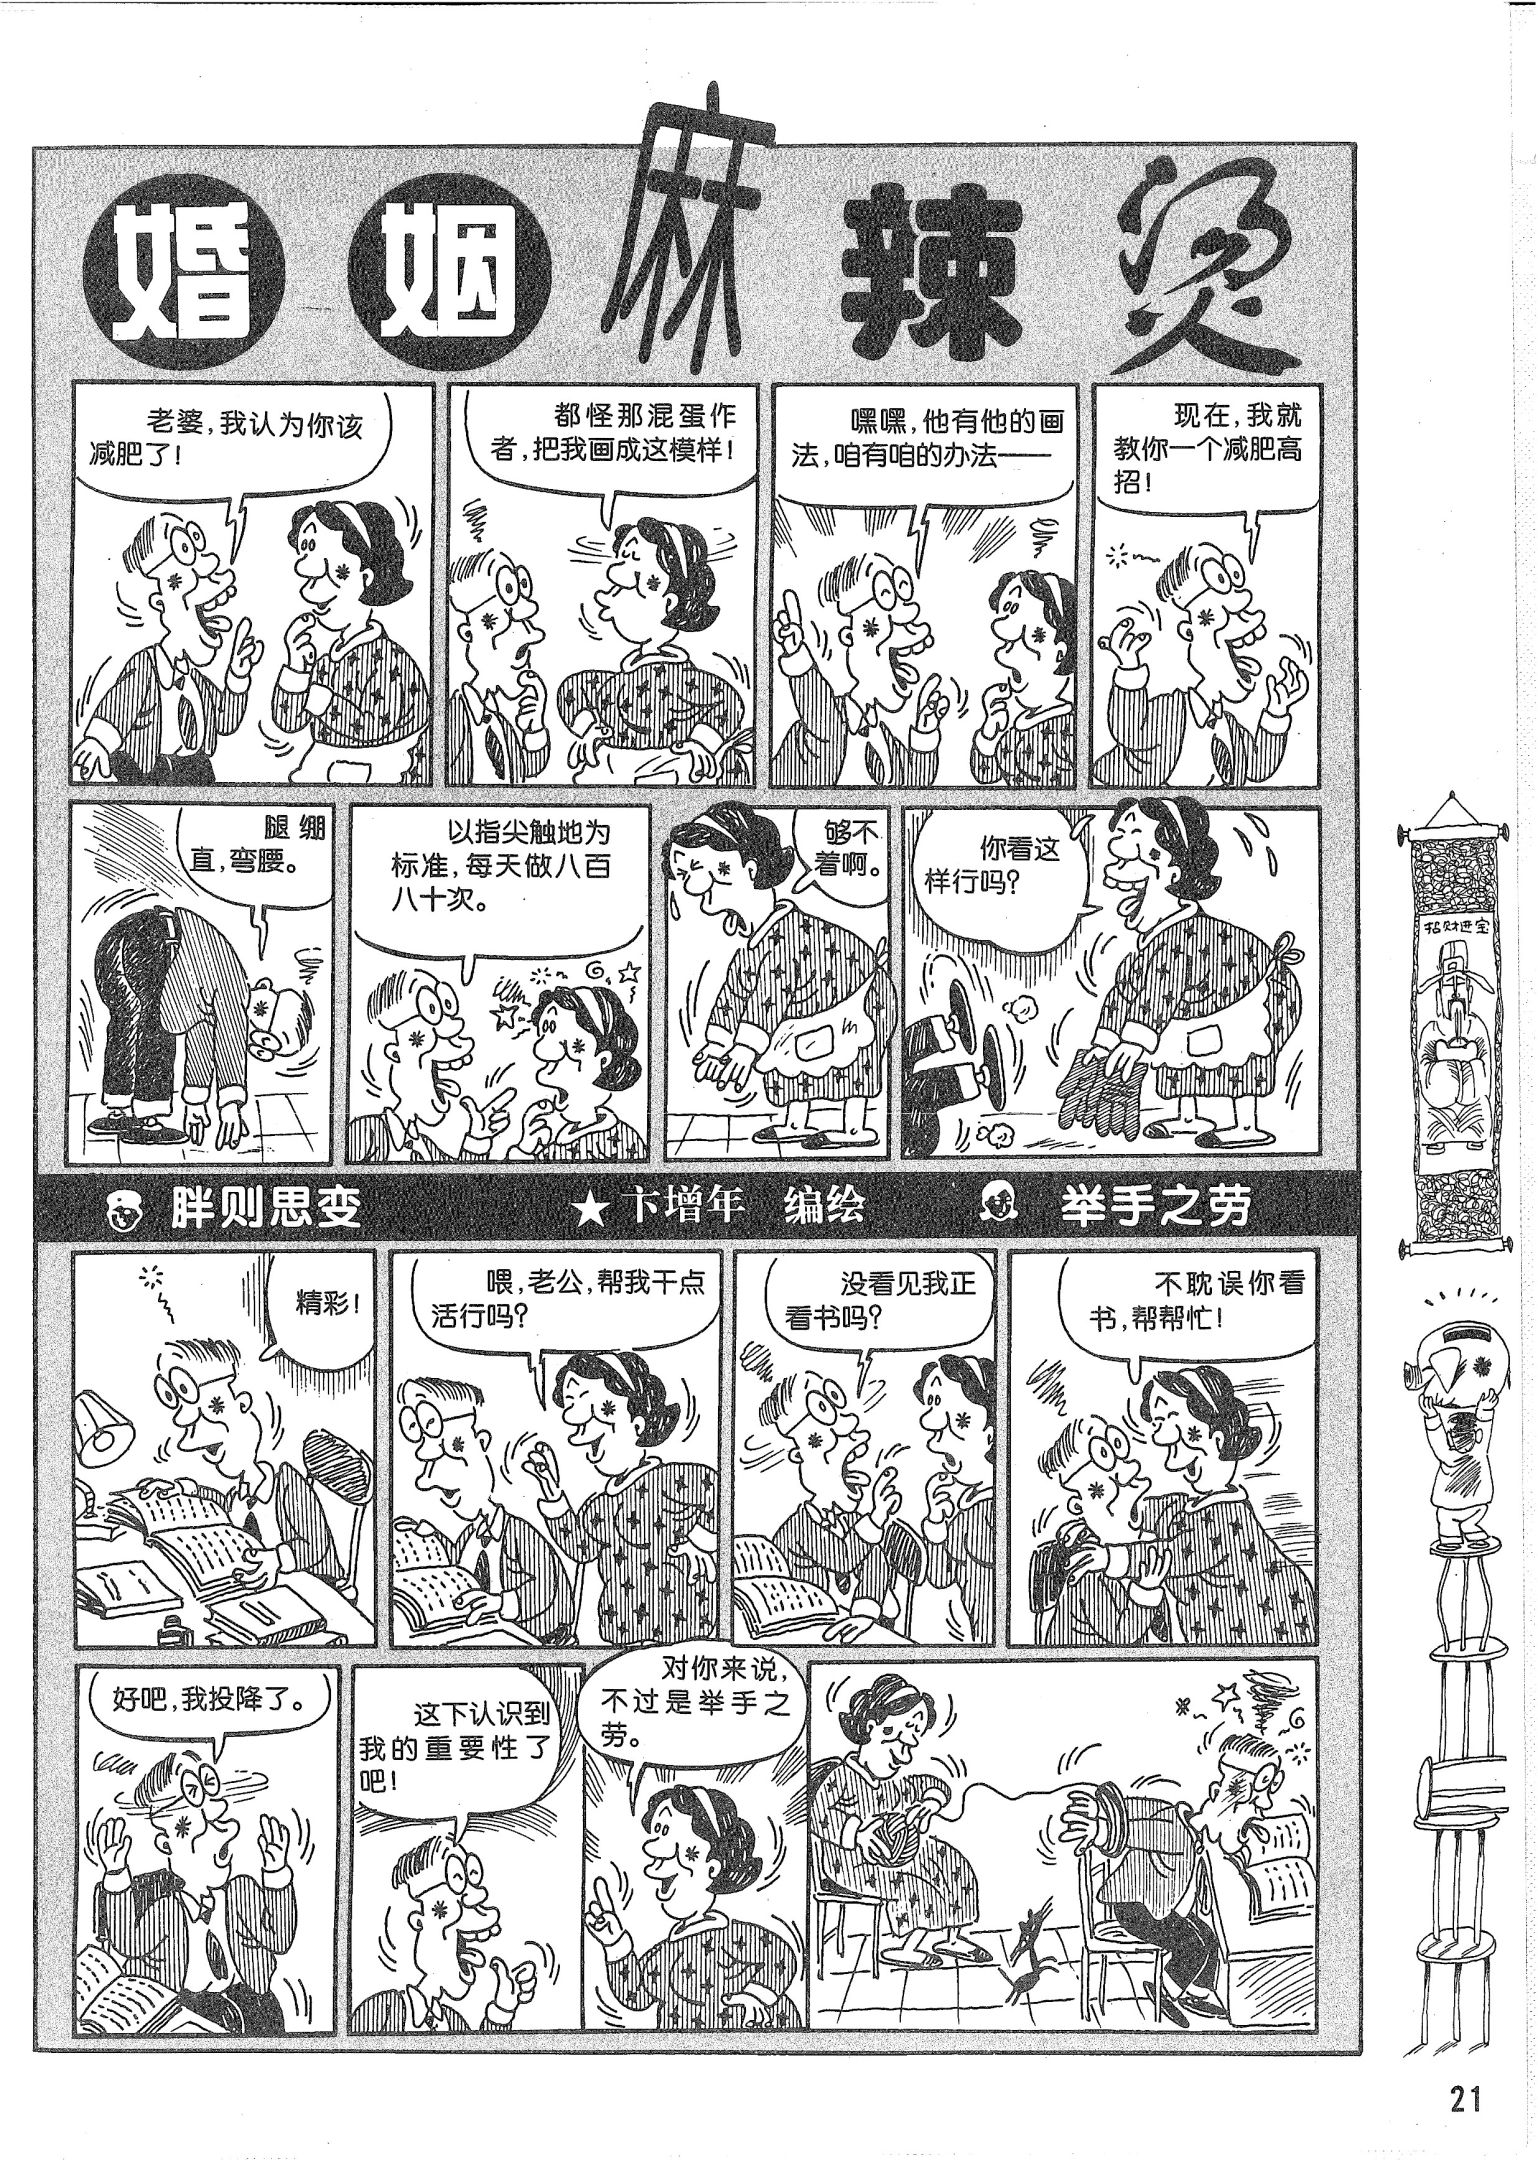 婚姻麻辣烫
老婆,我认为你该
减肥了!
都怪那混蛋作
者,把我画成这模样!
嘿嘿,他有他的画
法,咱有咱的办法——
现在,我就
教你一个减肥高
招!
腿绷
直,弯腰。
以指尖触地为
标准,每天做八百
八十次。
够不
着啊。
你看这
样行吗?
招财进宝
胖则思变
★卞增年 编绘
举手之劳
精彩!
喂,老公,帮我干点
活行吗?
没看见我正
看书吗?
不耽误你看
书,帮帮忙!
好吧,我投降了。
这下认识到
我的重要性了
吧!
对你来说,
不过是举手之
劳。
21